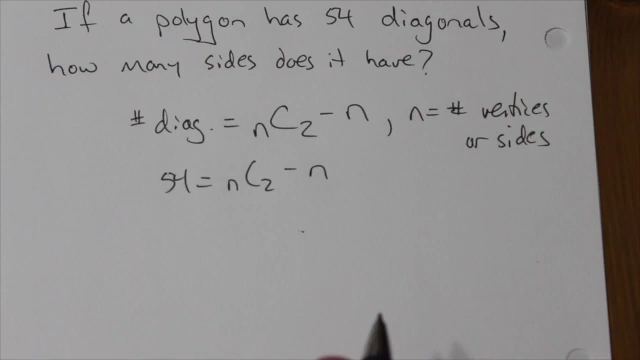 If a polygon has 54 diagonals,
how many sides does it have?
# diag. = nC2 - n , n = # vertices
or sides
54 = nC2 - n